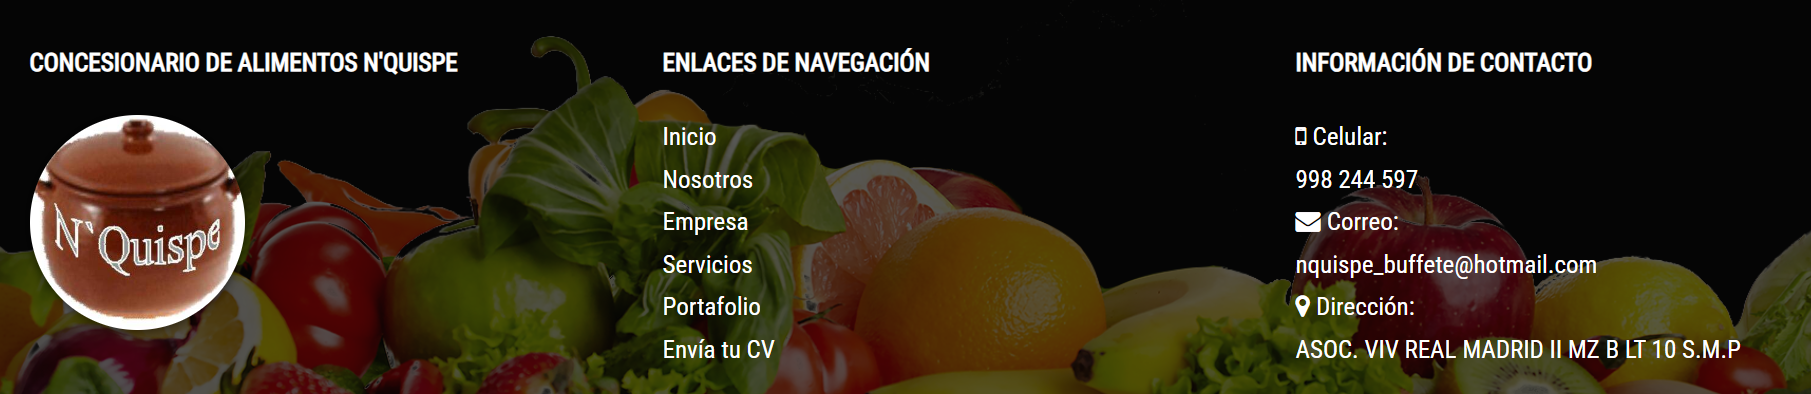 CONCESIONARIO DE ALIMENTOS N'QUISPE
N`Quispe
ENLACES DE NAVEGACIÓN
Inicio
Nosotros
Empresa
Servicios
Portafolio
Envía tu CV
INFORMACIÓN DE CONTACTO
Celular:
998 244 597
Correo:
nquispe_buffete@hotmail.com
Dirección:
ASOC. VIV REAL MADRID II MZ B LT 10 S.M.P